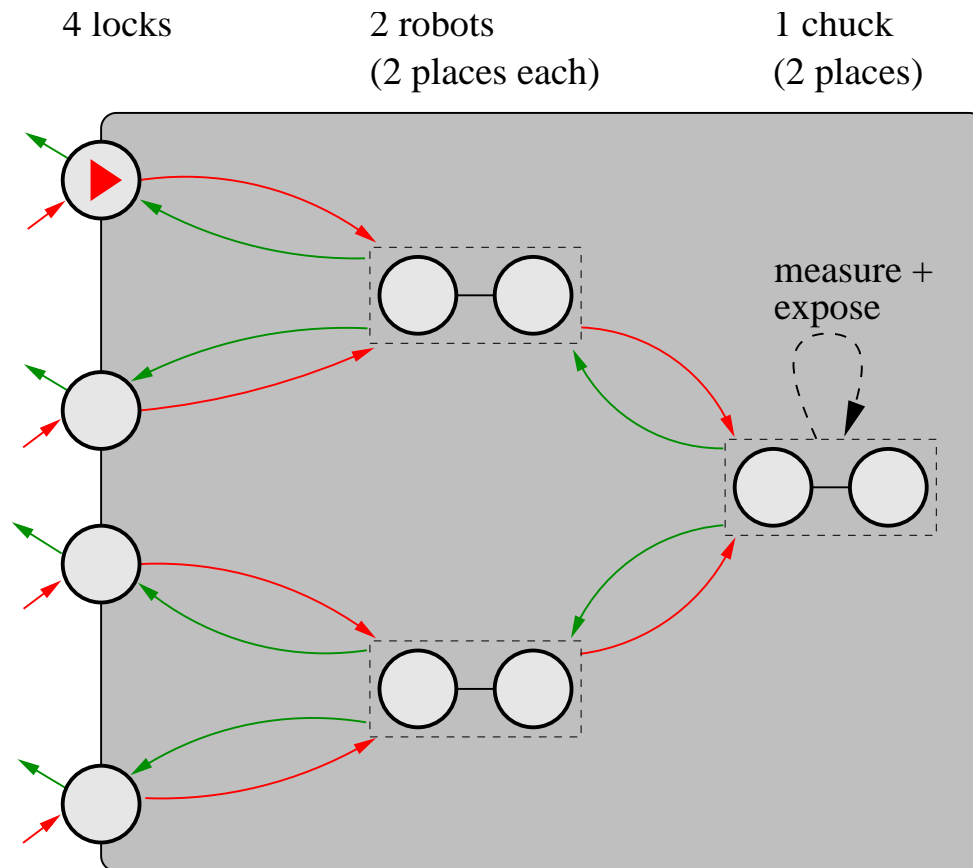 4 locks
2 robots
(2 places each)
1 chuck
(2 places)
measure +
expose